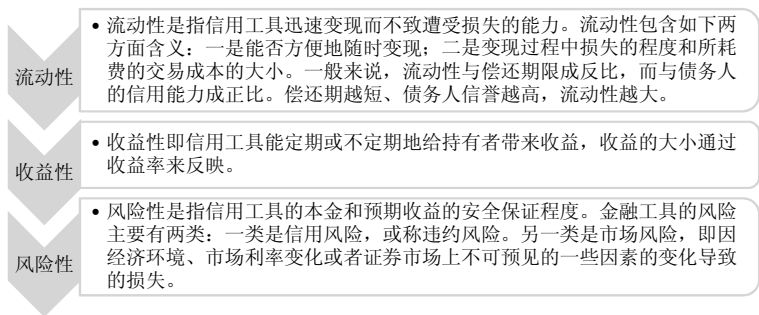 流动性
• 流动性是指信用工具迅速变现而不致遭受损失的能力。流动性包含如下两
方面含义：一是能否方便地随时变现；二是变现过程中损失的程度和所耗
费的交易成本的大小。一般来说，流动性与偿还期限成反比，而与债务人
的信用能力成正比。偿还期越短、债务人信誉越高，流动性越大。
收益性
• 收益性即信用工具能定期或不定期地给持有者带来收益，收益的大小通过
收益率来反映。
风险性
• 风险性是指信用工具的本金和预期收益的安全保证程度。金融工具的风险
主要有两类：一类是信用风险，或称违约风险。另一类是市场风险，即因
经济环境、市场利率变化或者证券市场上不可预见的一些因素的变化导致
的损失。